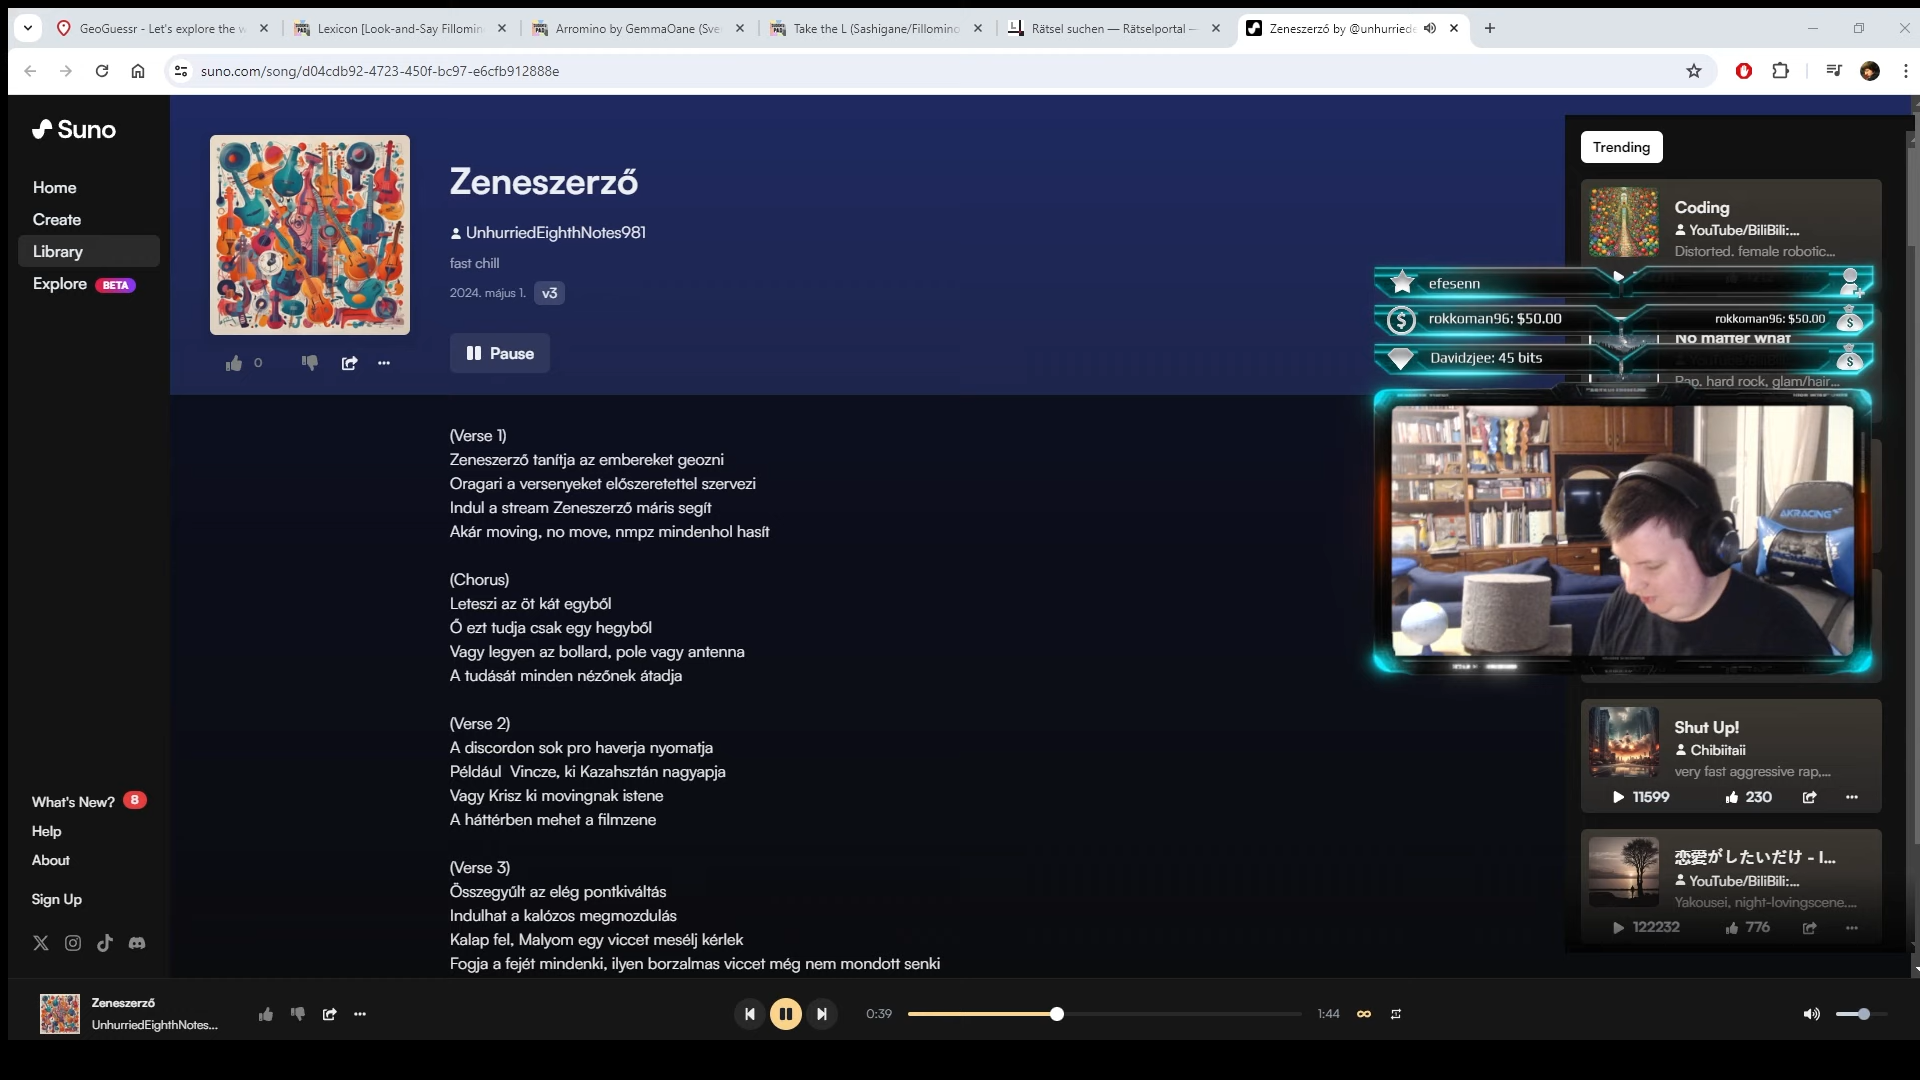 GeoGuessr - Let's explore the w
Lexicon [Look-and-Say Fillomin
Arromino by GemmaOane (Sve
Take the L (Sashigane/Fillomino
Rätsel suchen — Rätselportal —
Zeneszerző by @unhurriede
suno.com/song/d04cdb92-4723-450f-bc97-e6cfb912888e
Suno
Home
Create
Library
Explore BETA
What's New? 8
Help
About
Sign Up
Zeneszerző
UnhurriedEighthNotes981
fast chill
2024. május 1. v3
0
Pause
(Verse 1)
Zeneszerző tanítja az embereket geozni
Oragari a versenyeket előszeretettel szervezi
Indul a stream Zeneszerző máris segít
Akár moving, no move, nmpz mindenhol hasít
(Chorus)
Leteszi az öt kát egyből
Ő ezt tudja csak egy hegyből
Vagy legyen az bollard, pole vagy antenna
A tudását minden nézőnek átadja
(Verse 2)
A discordon sok pro haverja nyomatja
Például  Vincze, ki Kazahsztán nagyapja
Vagy Krisz ki movingnak istene
A háttérben mehet a filmzene
(Verse 3)
Összegyűlt az elég pontkiváltás
Indulhat a kalózos megmozdulás
Kalap fel, Malyom egy viccet mesélj kérlek
Fogja a fejét mindenki, ilyen borzalmas viccet még nem mondott senki
Trending
Coding
YouTube/BiliBili:...
Distorted. female robotic...
efesenn
rokkoman96: $50.00
rokkoman96: $50.00
No matter what
Davidzjee: 45 bits
Rap. hard rock, glam/hair...
AKRACING
Shut Up!
Chibiitaii
very fast aggressive rap,...
11599 230
恋愛がしたいだけ - I...
YouTube/BiliBili:...
Yakousei, night-lovingscene....
122232 776
Zeneszerző
UnhurriedEighthNotes...
0:39
1:44